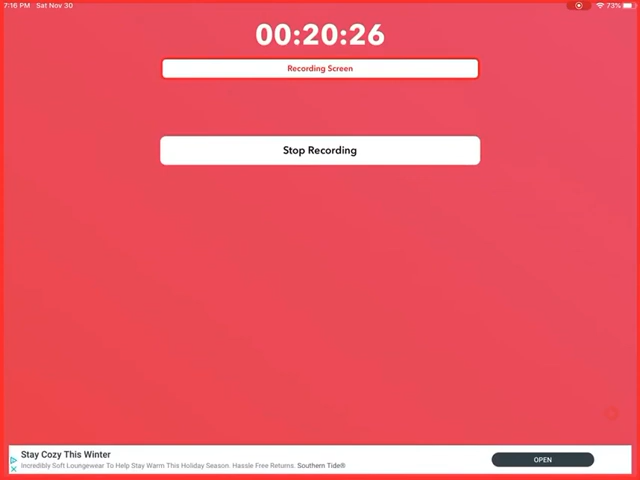 7:16 PM Sat Nov 30 73%
00:20:26
Recording Screen
Stop Recording
Stay Cozy This Winter
Incredibly Soft Loungewear To Help Stay Warm This Holiday Season Hassle Free Returns. Southern Tide®
OPEN